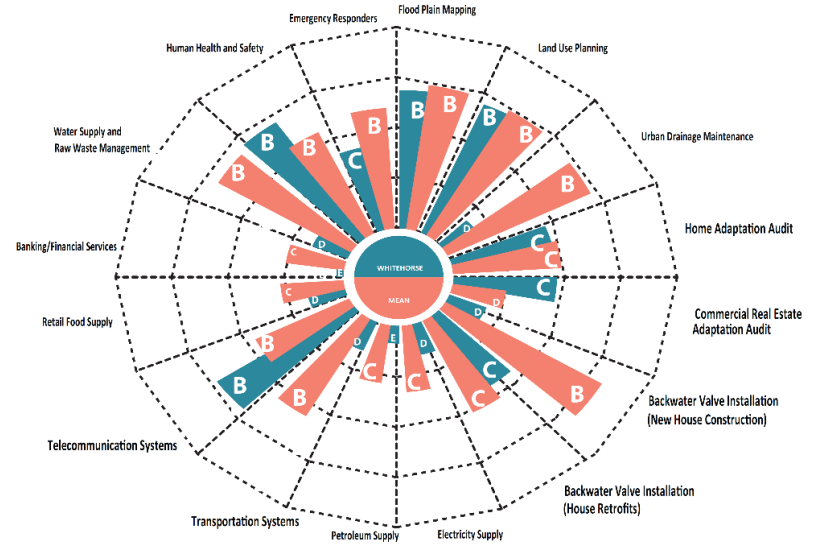 Emergency Responders
Flood Plain Mapping
Human Health and Safety
Land Use Planning
B
B
B
B
B
C
B
B
Water Supply and
Raw Waste Management
Urban Drainage Maintenance
B
B
D
D
Home Adaptation Audit
Banking/Financial Services
C
C
C
E
WHITEHORSE
C
C
D
MEAN
D
D
Commercial Real Estate
Adaptation Audit
Retail Food Supply
B
D
E
D
C
C
B
B
B
C
C
Backwater Valve Installation
(New House Construction)
Telecommunication Systems
Backwater Valve Installation
(House Retrofits)
Transportation Systems
Petroleum Supply
Electricity Supply